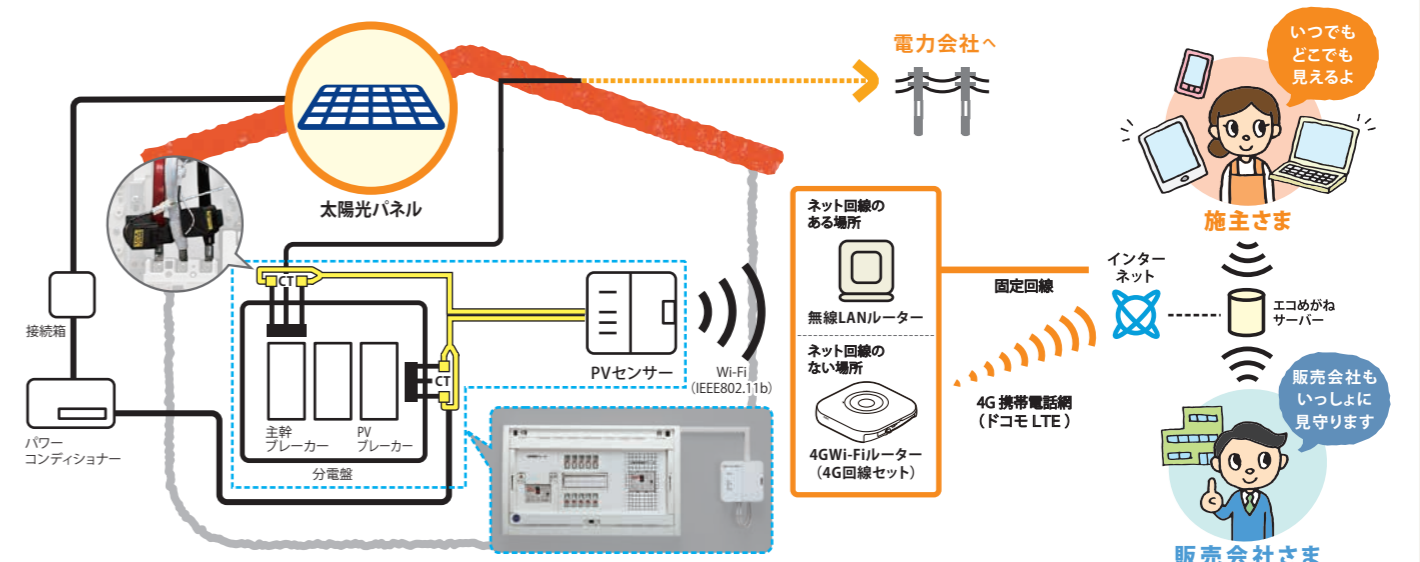 電力会社へ
いつでも
どこでも
見えるよ
太陽光パネル
施主さま
ネット回線の
ある場所
無線LANルーター
固定回線
インター
ネット
エコめがね
サーバー
接続箱
CT
PVセンサー
Wi-Fi
(IEEE802.11b)
CT
主幹
ブレーカー
PV
ブレーカー
分電盤
パワー
コンディショナー
ネット回線の
ない場所
4GWi-Fiルーター
(4G回線セット)
4G 携帯電話網
(ドコモ LTE )
販売会社も
いっしょに
見守ります
販売会社さま